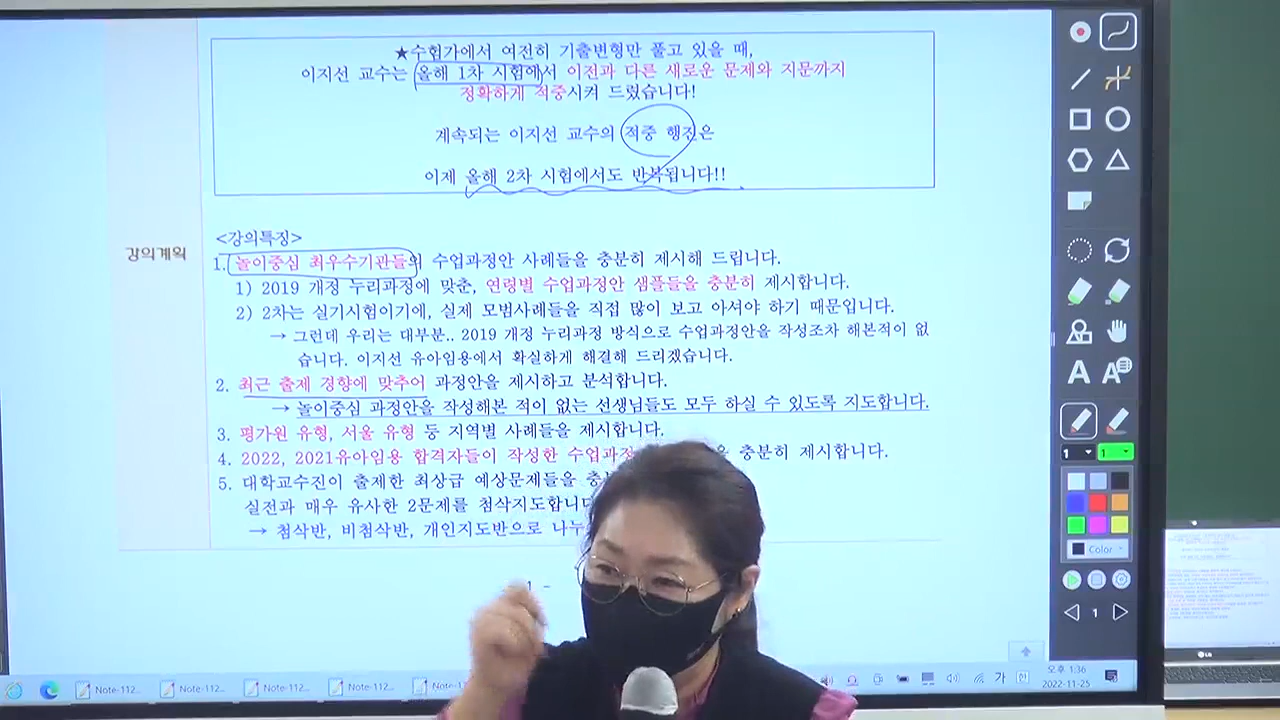 ★수험가에서 여전히 기출변형만 풀고 있을 때,
이지선 교수는 올해 1차 시험에서 이전과 다른 새로운 문제와 지문까지
정확하게 적중시켜 드렸습니다!
계속되는 이지선 교수의 적중 행진은
이제 올해 2차 시험에서도 반복됩니다!!
강의계획
<강의특징>
1. 놀이중심 최우수기관들의 수업과정안 사례들을 충분히 제시해 드립니다.
1) 2019 개정 누리과정에 맞춘, 연령별 수업과정안 샘플들을 충분히 제시합니다.
2) 2차는 실기시험이기에, 실제 모범사례들을 직접 많이 보고 아셔야 하기 때문입니다.
→ 그런데 우리는 대부분.. 2019 개정 누리과정 방식으로 수업과정안을 작성조차 해본적이 없
습니다. 이지선 유아임용에서 확실하게 해결해 드리겠습니다.
2. 최근 출제 경향에 맞추어 과정안을 제시하고 분석합니다.
→ 놀이중심 과정안을 작성해본 적이 없는 선생님들도 모두 하실 수 있도록 지도합니다.
3. 평가원 유형, 서울 유형 등 지역별 사례들을 제시합니다.
4. 2022, 2021유아임용 합격자들이 작성한 수업과정 충분히 제시합니다.
5. 대학교수진이 출제한 최상급 예상문제들을
실전과 매우 유사한 2문제를 첨삭지도합니다
→ 첨삭반, 비첨삭반, 개인지도반으로
A A
1 1
Color
1
Note-112... Note-112... Note-112... Note-112... Note-11
가 한
오후 1:36
2022-11-25
LG